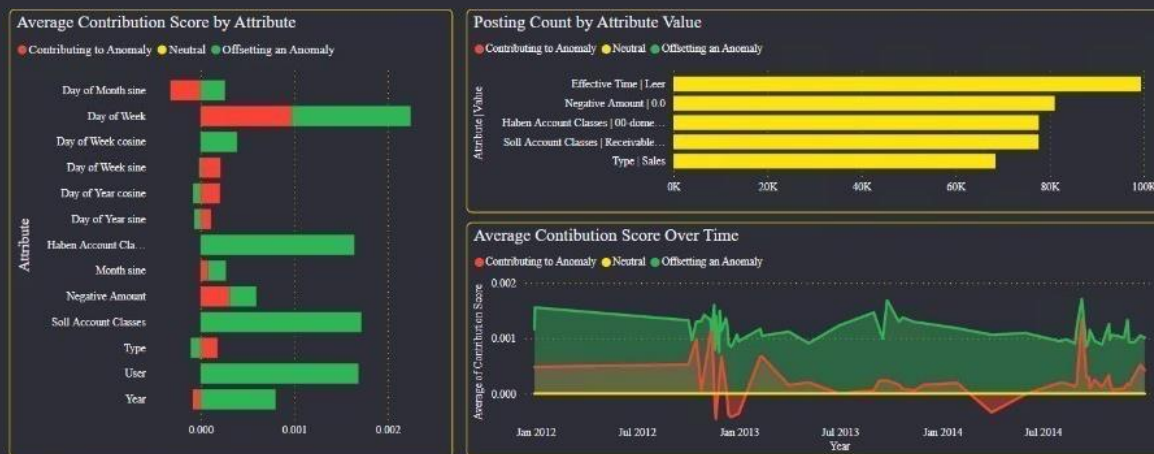 Average Contribution Score by Attribute
Contributing to Anomaly Neutral Offsetting an Anomaly
Attribute
Day of Month sine
Day of Week
Day of Week cosine
Day of Week sine
Day of Year cosine
Day of Year sine
Haben Account Cla...
Month sine
Negative Amount
Soll Account Classes
Type
User
Year
0.000 0.001 0.002
Posting Count by Attribute Value
Contributing to Anomaly Neutral Offsetting an Anomaly
Attribute|Value
Effective Time | Leer
Negative Amount | 0.0
Haben Account Classes | 00-dome...
Soll Account Classes | Receivable...
Type | Sales
0K 20K 40K 60K 80K 100K
Average Contibution Score Over Time
Contributing to Anomaly Neutral Offsetting an Anomaly
Average of Contribution Score
0.002
0.001
0.000
Jan 2012 Jul 2012 Jan 2013 Jul 2013 Jan 2014 Jul 2014
Year